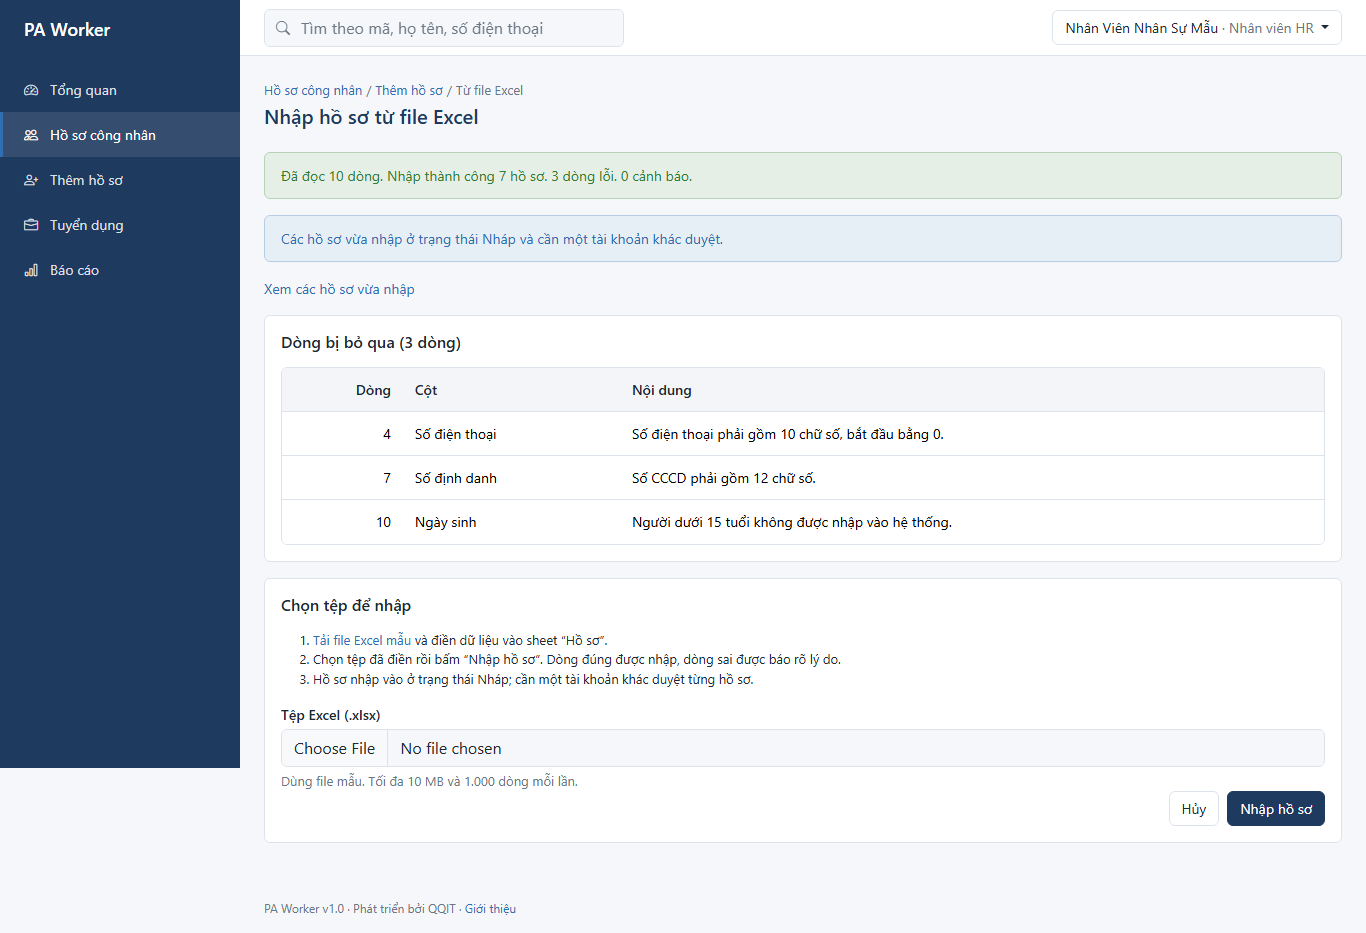 PA Worker
Tìm theo mã, họ tên, số điện thoại
Nhân Viên Nhân Sự Mẫu · Nhân viên HR
Tổng quan
Hồ sơ công nhân
Thêm hồ sơ
Tuyển dụng
Báo cáo
Hồ sơ công nhân / Thêm hồ sơ / Từ file Excel
Nhập hồ sơ từ file Excel
Đã đọc 10 dòng. Nhập thành công 7 hồ sơ. 3 dòng lỗi. 0 cảnh báo.
Các hồ sơ vừa nhập ở trạng thái Nháp và cần một tài khoản khác duyệt.
Xem các hồ sơ vừa nhập
Dòng bị bỏ qua (3 dòng)
Dòng Cột Nội dung
4 Số điện thoại Số điện thoại phải gồm 10 chữ số, bắt đầu bằng 0.
7 Số định danh Số CCCD phải gồm 12 chữ số.
10 Ngày sinh Người dưới 15 tuổi không được nhập vào hệ thống.
Chọn tệp để nhập
1. Tải file Excel mẫu và điền dữ liệu vào sheet “Hồ sơ”.
2. Chọn tệp đã điền rồi bấm “Nhập hồ sơ”. Dòng đúng được nhập, dòng sai được báo rõ lý do.
3. Hồ sơ nhập vào ở trạng thái Nháp; cần một tài khoản khác duyệt từng hồ sơ.
Tệp Excel (.xlsx)
Choose File No file chosen
Dùng file mẫu. Tối đa 10 MB và 1.000 dòng mỗi lần.
Hủy Nhập hồ sơ
PA Worker v1.0 · Phát triển bởi QQIT · Giới thiệu